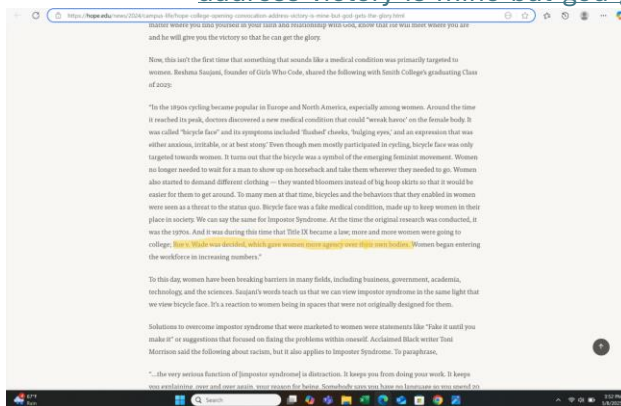 address-victory-is-mine-but-god-
https://hope.edu/news/2024/campus-life/hope-college-opening-convocation-address-victory-is-mine-but-god-gets-the-glory.html
matter where you find yourself in your faith and relationship with God, know that he will meet where you are
and he will give you the victory so that he can get the glory.
Now, this isn't the first time that something that sounds like a medical condition was primarily targeted to
women. Reshma Saujani, founder of Girls Who Code, shared the following with Smith College's graduating Class
of 2023:
"In the 1890s cycling became popular in Europe and North America, especially among women. Around the time
it reached its peak, doctors discovered a new medical condition that could "wreak havoc" on the female body. It
was called "bicycle face" and its symptoms included 'flushed' cheeks, 'bulging eyes,' and an expression that was
either anxious, irritable, or at best stony.' Even though men mostly participated in cycling, bicycle face was only
targeted towards women. It turns out that the bicycle was a symbol of the emerging feminist movement. Women
no longer needed to wait for a man to show up on horseback and take them wherever they needed to go. Women
also started to demand different clothing — they wanted bloomers instead of big hoop skirts so that it would be
easier for them to get around. To many men at that time, bicycles and the behaviors that they enabled in women
were seen as a threat to the status quo. Bicycle face was a fake medical condition, made up to keep women in their
place in society. We can say the same for Impostor Syndrome. At the time the original research was conducted, it
was the 1970s. And it was during this time that Title IX became a law; more and more women were going to
college; Roe v. Wade was decided, which gave women more agency over their own bodies. Women began entering
the workforce in increasing numbers."
To this day, women have been breaking barriers in many fields, including business, government, academia,
technology, and the sciences. Saujani's words teach us that we can view impostor syndrome in the same light that
we view bicycle face. It's a reaction to women being in spaces that were not originally designed for them.
Solutions to overcome impostor syndrome that were marketed to women were statements like "Fake it until you
make it" or suggestions that focused on fixing the problems within oneself. Acclaimed Black writer Toni
Morrison said the following about racism, but it also applies to Imposter Syndrome. To paraphrase,
"…the very serious function of [impostor syndrome] is distraction. It keeps you from doing your work. It keeps
you explaining, over and over again, your reason for being. Somebody says you have no language so you spend 20
67°F
Rain
Search
3:52 PM
5/8/2025